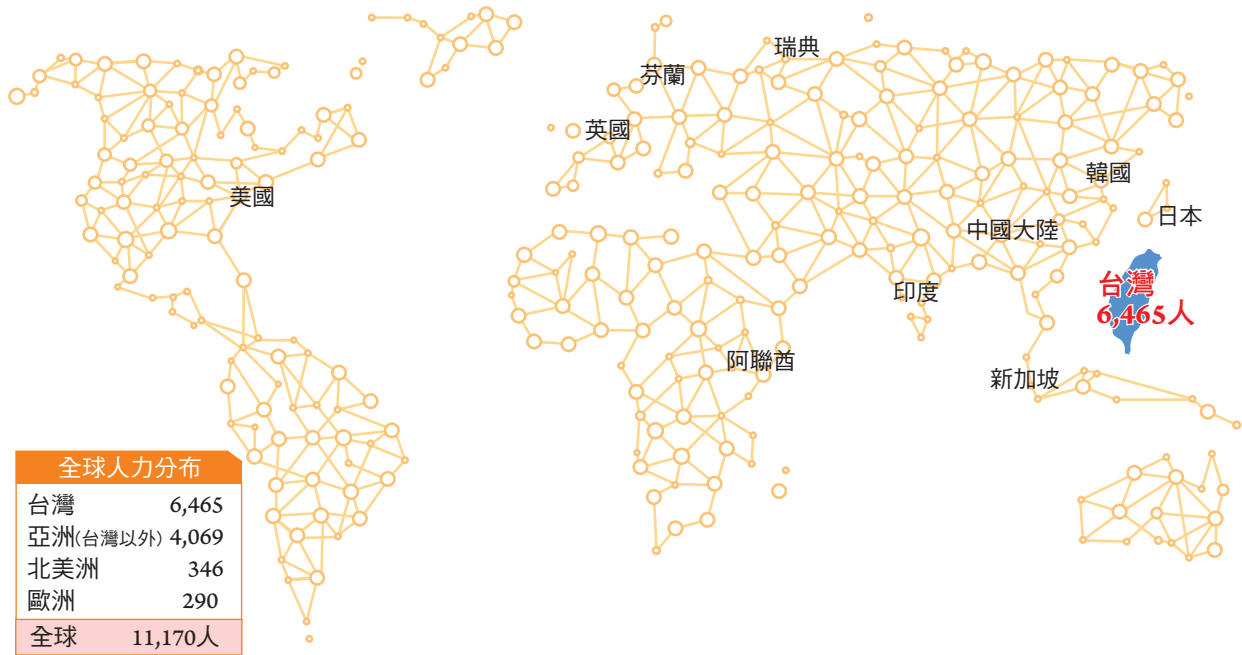 瑞典
芬蘭
英國
美國
韓國
日本
中國大陸
印度
台灣
6,465人
阿聯酋
新加坡
全球人力分布
台灣 6,465
亞洲(台灣以外) 4,069
北美洲 346
歐洲 290
全球 11,170人